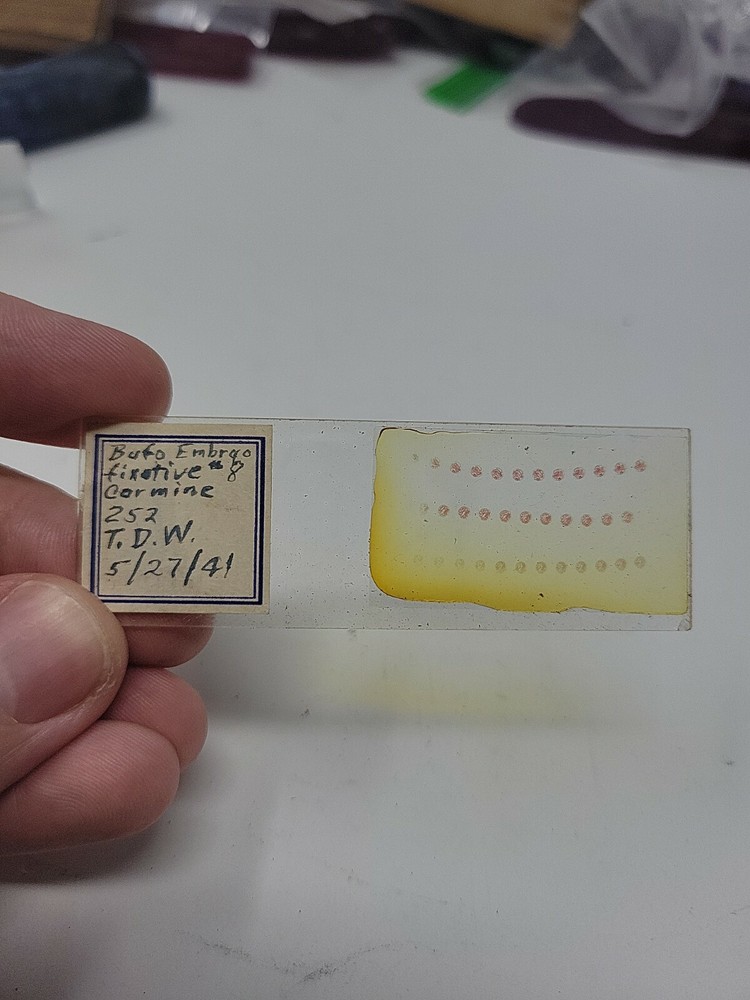 Bufo Embryo
fixative #8
Carmine
252
T.D.W.
5/27/41